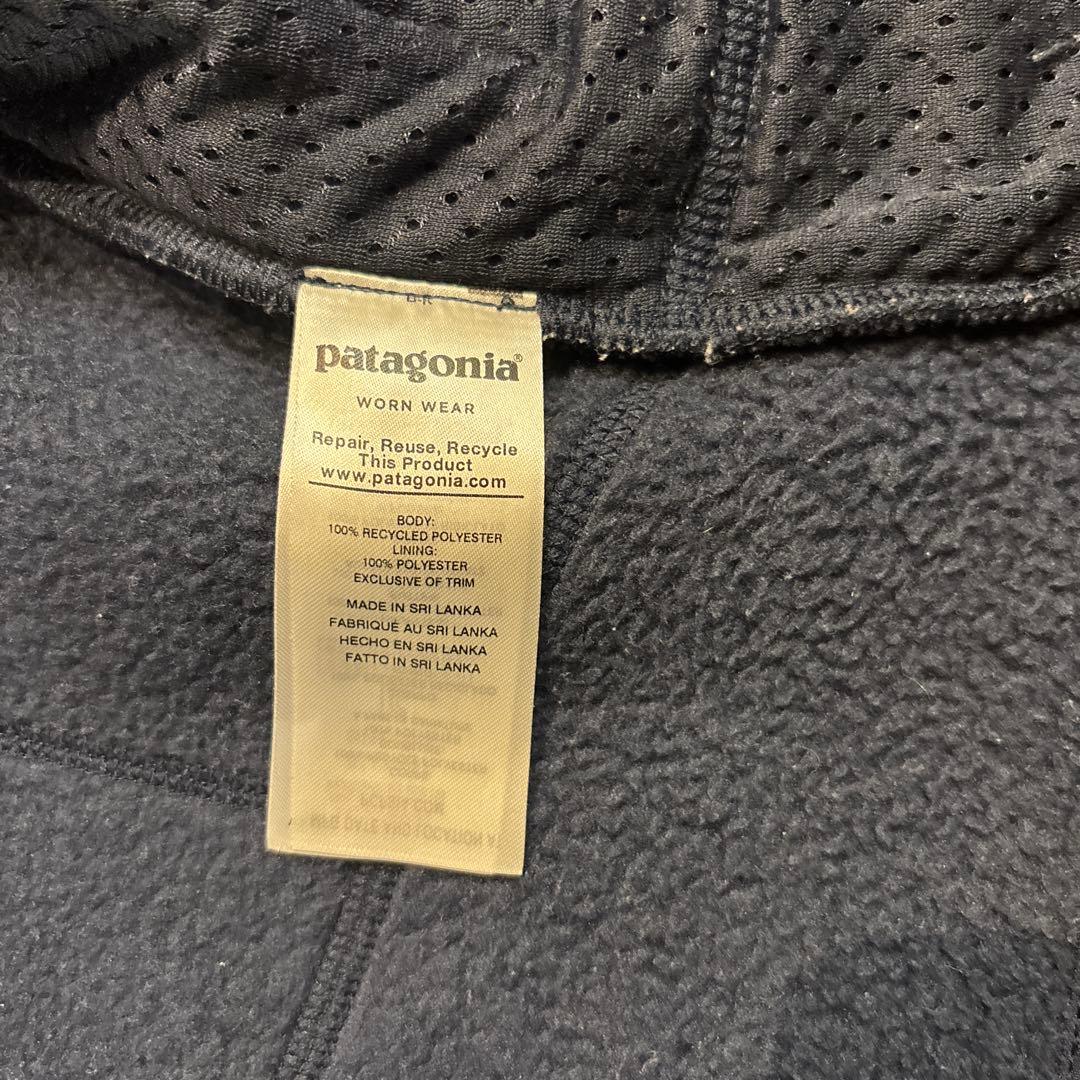 patagonia®
WORN WEAR
Repair, Reuse, Recycle
This Product
www.patagonia.com
BODY:
100% RECYCLED POLYESTER
LINING:
100% POLYESTER
EXCLUSIVE OF TRIM
MADE IN SRI LANKA
FABRIQUÉ AU SRI LANKA
HECHO EN SRI LANKA
FATTO IN SRI LANKA